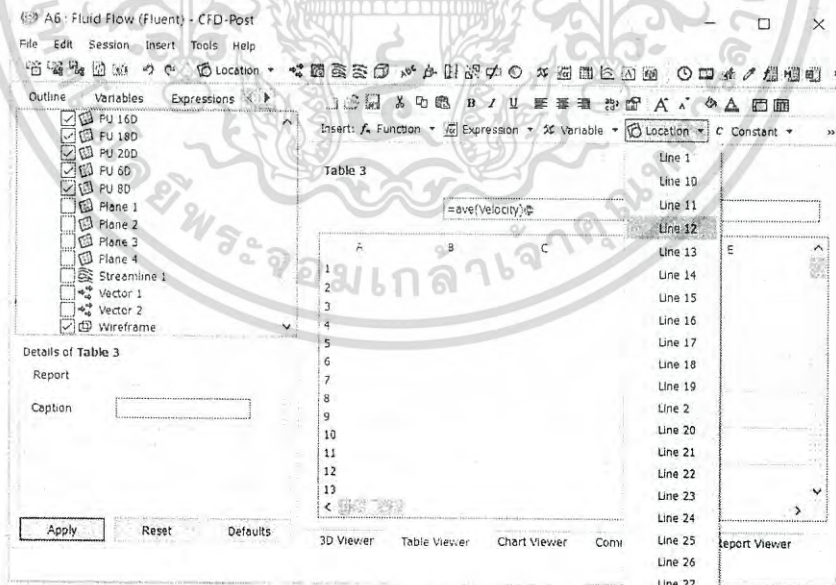 A6 : Fluid Flow (Fluent) - CFD-Post
File Edit Session Insert Tools Help
Location
Outline Variables Expressions
B I U
Insert: fx Function Expression Variable Location C Constant »
PU 16D
PU 18D
PU 20D
PU 6D
PU 8D
Plane 1
Plane 2
Plane 3
Plane 4
Streamline 1
Vector 1
Vector 2
Wireframe
Details of Table 3
Report
Caption
Apply Reset Defaults
Table 3
=ave(Velocity)@
A B C E
1
2
3
4
5
6
7
8
9
10
11
12
13
Line 1
Line 10
Line 11
Line 12
Line 13
Line 14
Line 15
Line 16
Line 17
Line 18
Line 19
Line 2
Line 20
Line 21
Line 22
Line 23
Line 24
Line 25
Line 26
Line 27
3D Viewer Table Viewer Chart Viewer Comm Report Viewer